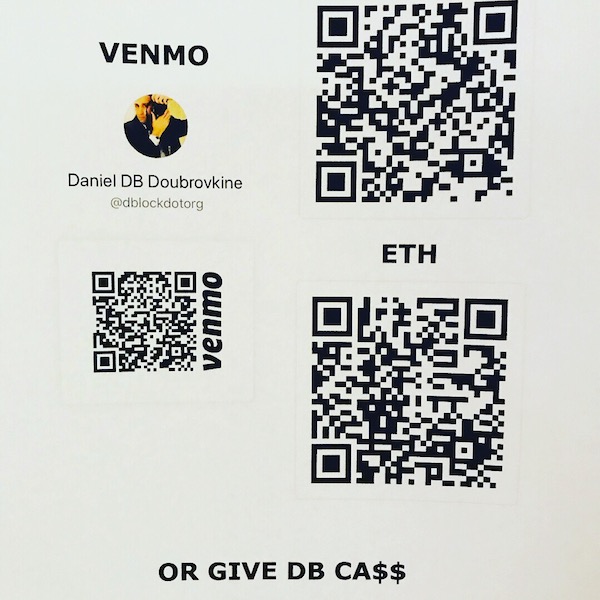 VENMO
Daniel DB Doubrovkine
@dblockdotorg
venmo
ETH
OR GIVE DB CA$$